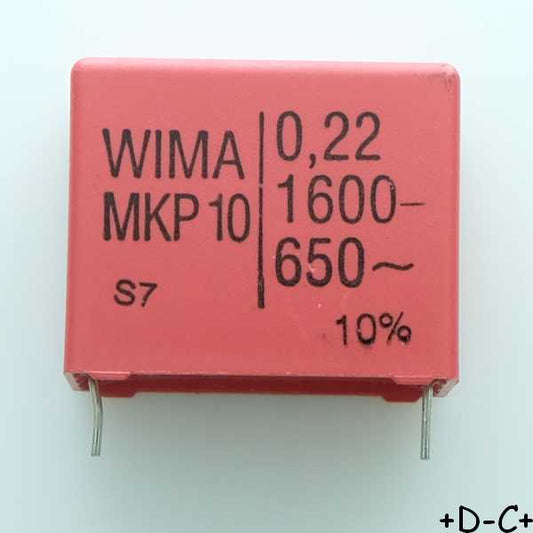 WIMA
MKP 10
S7
0,22
1600–
650~
10%
+D-C+